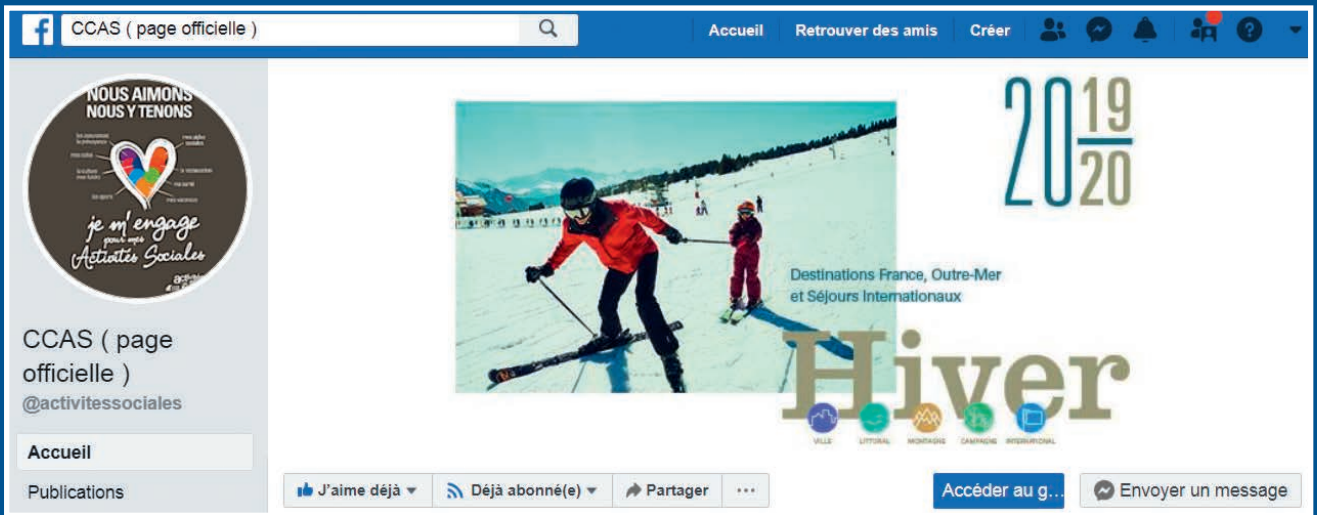 CCAS ( page officielle )
Accueil
Retrouver des amis
Créer
NOUS AIMONS
NOUS Y TENONS
je m'engage
pour mes
Activités Sociales
CCAS ( page
officielle )
@activitessociales
Accueil
Publications
20 19
20
Destinations France, Outre-Mer
et Séjours Internationaux
Hiver
VILLE
LITTORAL
MONTAGNE
CAMPAGNE
INTERNATIONAL
J'aime déjà
Déjà abonné(e)
Partager
...
Accéder au g...
Envoyer un message